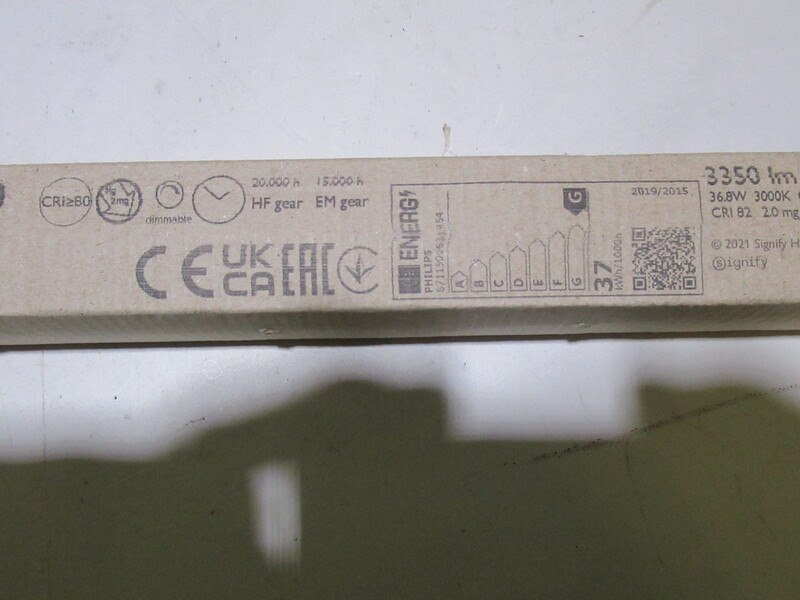 CRI≥80
2mg
dimmable
20.000 h 15.000 h
HF gear EM gear
CE
UK
CA
EAC
ENERG
PHILIPS
A
B
C
D
E
F
G
G
37
kWh/1000h
2019/2015
3350 lm
36.8W 3000K
CRI 82 2.0 mg
© 2021 Signify H
Signify